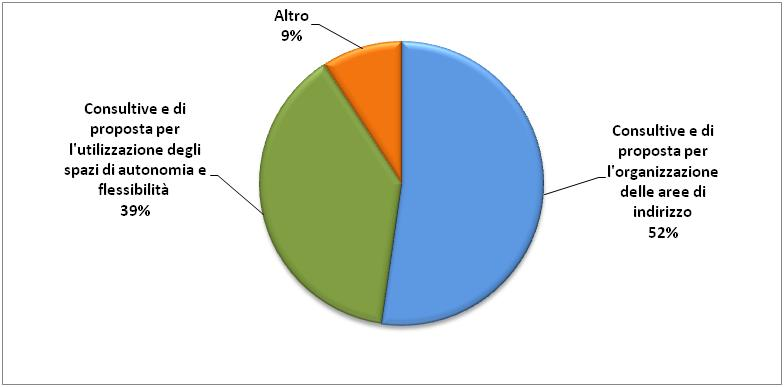 Altro
9%
Consultive e di
proposta per
l'utilizzazione degli
spazi di autonomia e
flessibilità
39%
Consultive e di
proposta per
l'organizzazione
delle aree di
indirizzo
52%